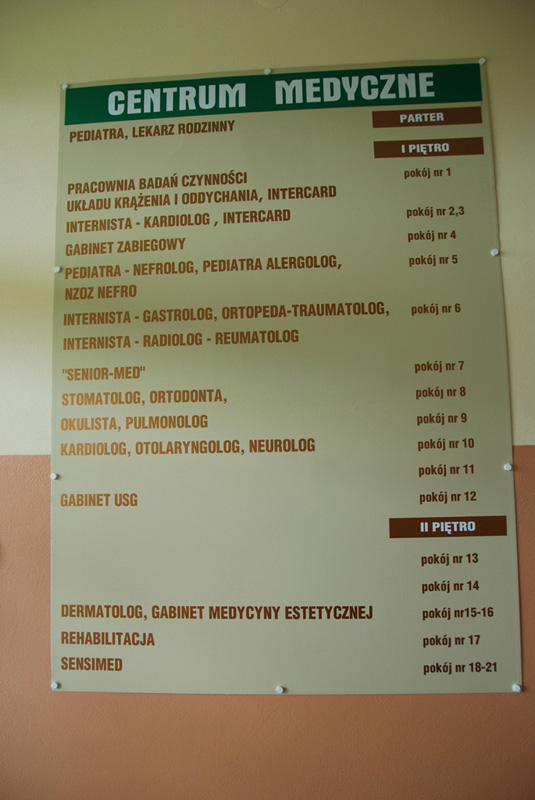 CENTRUM MEDYCZNE
PEDIATRA, LEKARZ RODZINNY PARTER
I PIĘTRO
PRACOWNIA BADAŃ CZYNNOŚCI pokój nr 1
UKŁADU KRĄŻENIA I ODDYCHANIA, INTERCARD
INTERNISTA - KARDIOLOG , INTERCARD pokój nr 2,3
GABINET ZABIEGOWY pokój nr 4
PEDIATRA - NEFROLOG, PEDIATRA ALERGOLOG, pokój nr 5
NZOZ NEFRO
INTERNISTA - GASTROLOG, ORTOPEDA-TRAUMATOLOG, pokój nr 6
INTERNISTA - RADIOLOG - REUMATOLOG
"SENIOR-MED" pokój nr 7
STOMATOLOG, ORTODONTA, pokój nr 8
OKULISTA, PULMONOLOG pokój nr 9
KARDIOLOG, OTOLARYNGOLOG, NEUROLOG pokój nr 10
pokój nr 11
GABINET USG pokój nr 12
II PIĘTRO
pokój nr 13
pokój nr 14
DERMATOLOG, GABINET MEDYCYNY ESTETYCZNEJ pokój nr15-16
REHABILITACJA pokój nr 17
SENSIMED pokój nr 18-21